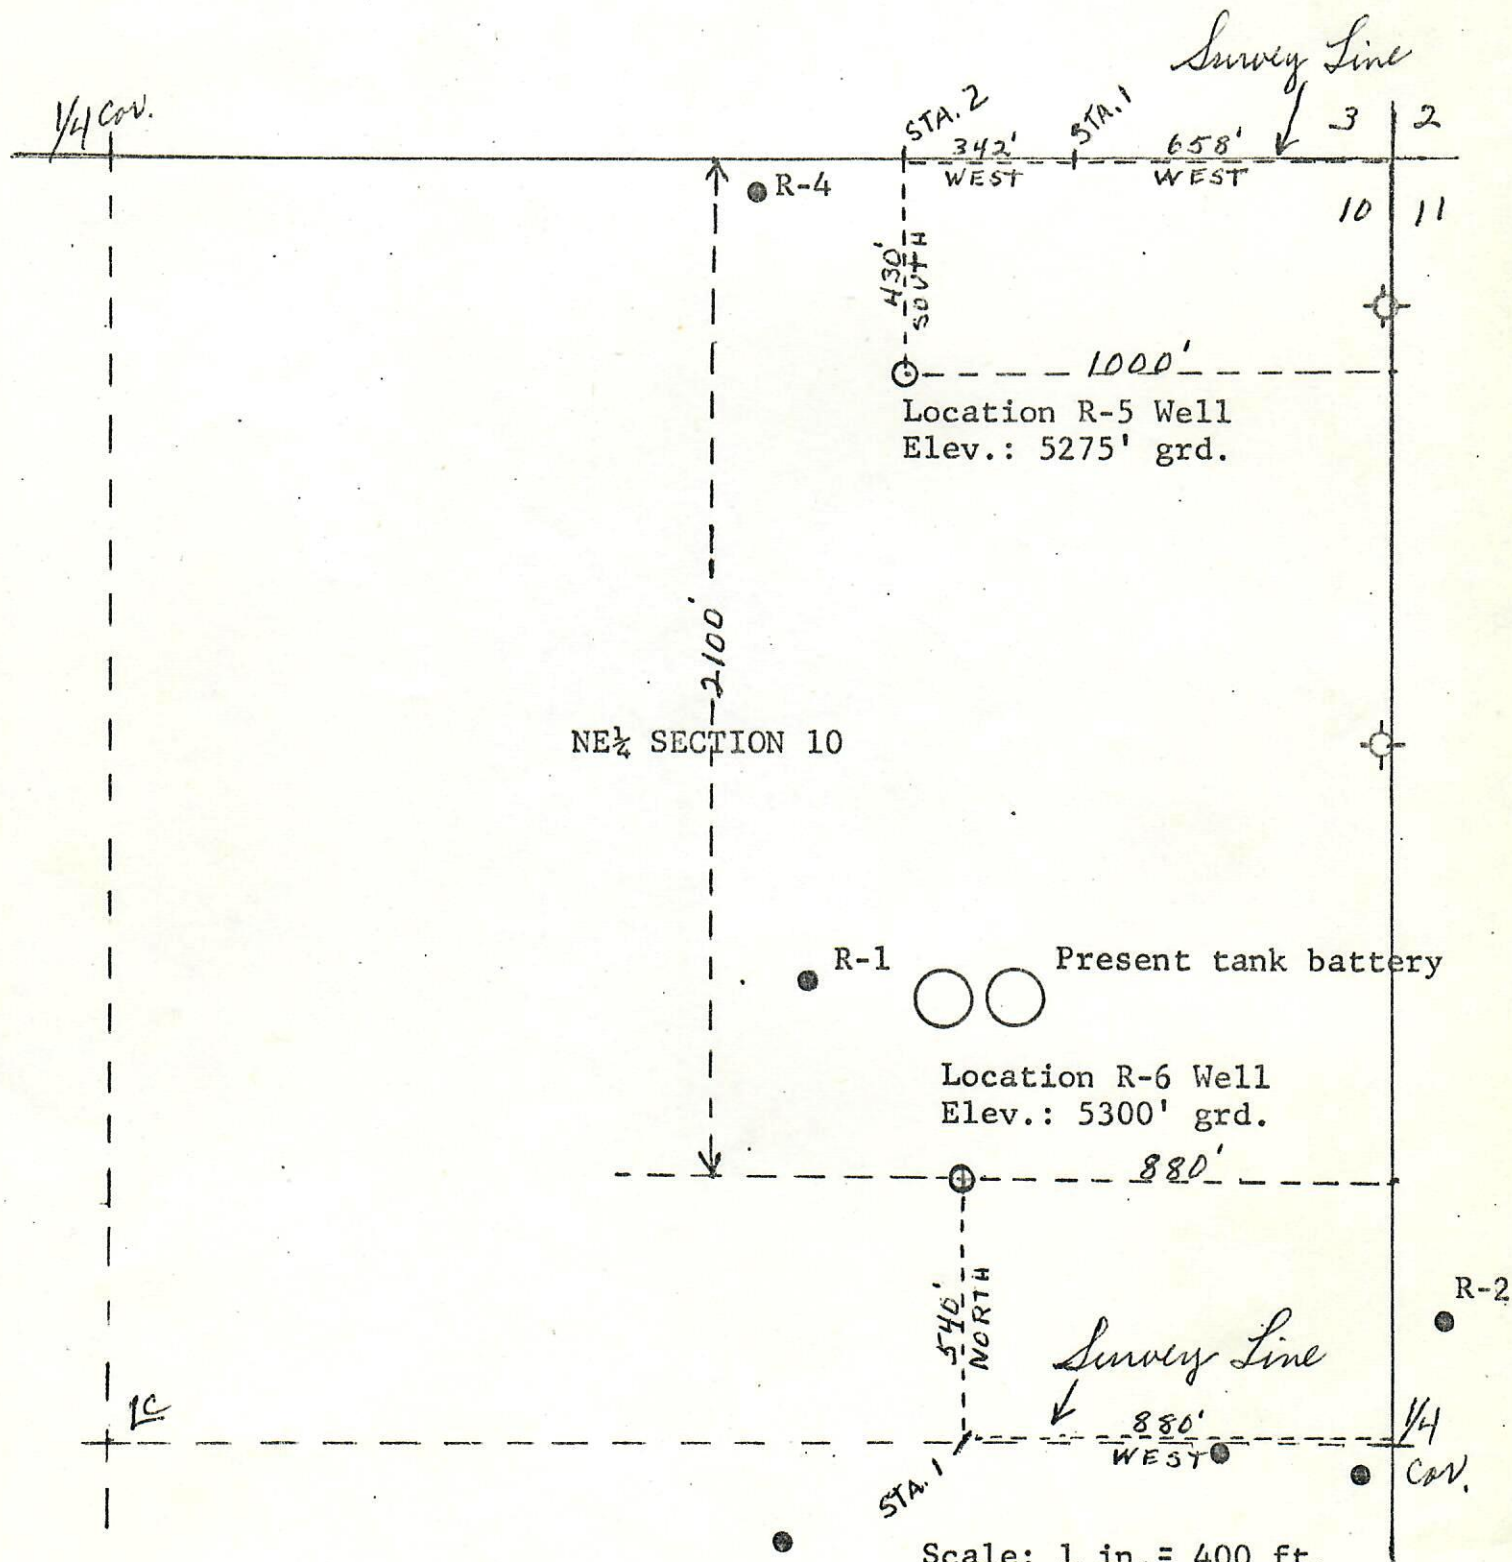 Survey Line
1/4 Cor.
STA. 2
STA. 1
3 2
342' WEST
658' WEST
10 11
R-4
430' SOUTH
1000'
Location R-5 Well
Elev.: 5275' grd.
2100'
NE¼ SECTION 10
R-1
Present tank battery
Location R-6 Well
Elev.: 5300' grd.
880'
R-2
540' NORTH
Survey Line
880'
WEST
1/4
Cor.
STA. 1
Scale: 1 in.= 400 ft.